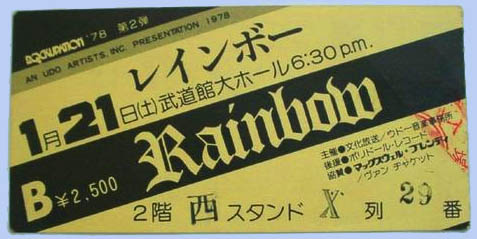 ROCKUPATION '78 第2弾
AN UDO ARTISTS, INC. PRESENTATION 1978
レインボー
1月21日(土)武道館大ホール6:30p.m.
Rainbow
B ¥2,500
主催●文化放送/ウドー音楽事務所
後援●ポリドール・レコード
協賛●マックスウェル・フレンディ
/ヴァン ヂャケット
2階 西 スタンド X 列 29 番